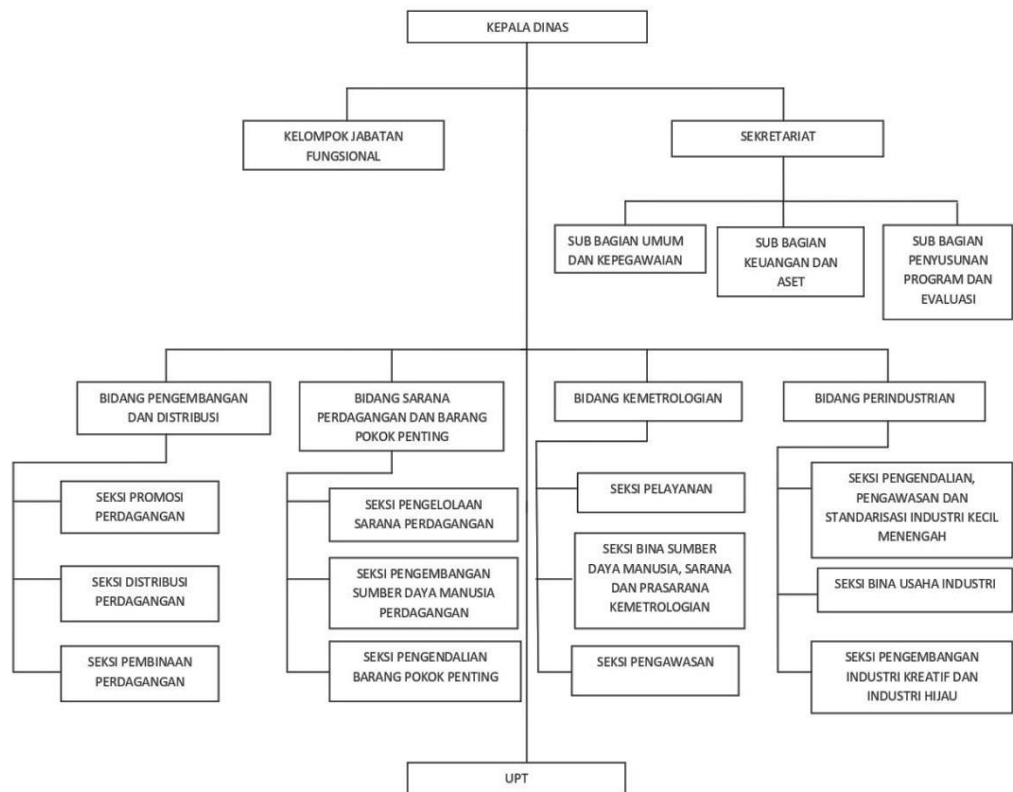 KEPALA DINAS
KELOMPOK JABATAN
FUNGSIONAL
SEKRETARIAT
SUB BAGIAN UMUM
DAN KEPEGAWAIAN
SUB BAGIAN
KEUANGAN DAN
ASET
SUB BAGIAN
PENYUSUNAN
PROGRAM DAN
EVALUASI
BIDANG PENGEMBANGAN
DAN DISTRIBUSI
SEKSI PROMOSI
PERDAGANGAN
SEKSI DISTRIBUSI
PERDAGANGAN
SEKSI PEMBINAAN
PERDAGANGAN
BIDANG SARANA
PERDAGANGAN DAN BARANG
POKOK PENTING
SEKSI PENGELOLAAN
SARANA PERDAGANGAN
SEKSI PENGEMBANGAN
SUMBER DAYA MANUSIA
PERDAGANGAN
SEKSI PENGENDALIAN
BARANG POKOK PENTING
BIDANG KEMETROLOGIAN
SEKSI PELAYANAN
SEKSI BINA SUMBER
DAYA MANUSIA, SARANA
DAN PRASARANA
KEMETROLOGIAN
SEKSI PENGAWASAN
BIDANG PERINDUSTRIAN
SEKSI PENGENDALIAN,
PENGAWASAN DAN
STANDARISASI INDUSTRI KECIL
MENENGAH
SEKSI BINA USAHA INDUSTRI
SEKSI PENGEMBANGAN
INDUSTRI KREATIF DAN
INDUSTRI HIJAU
UPT